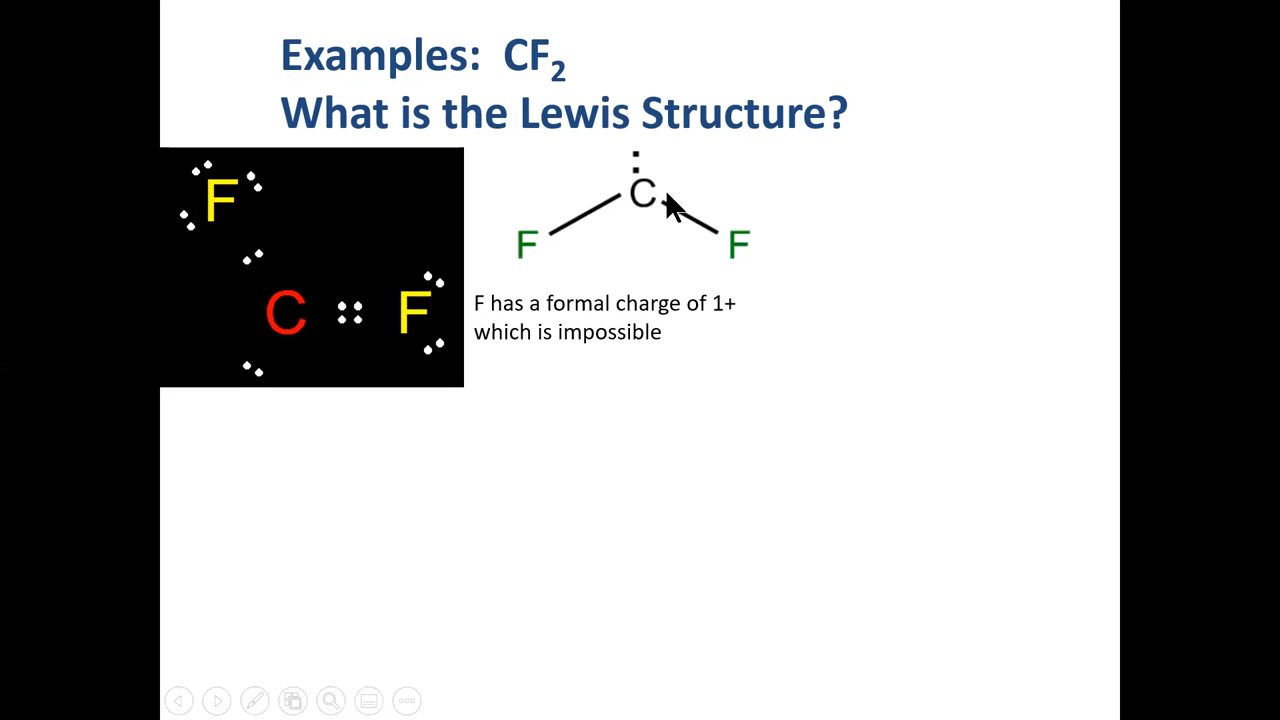 Examples: CF₂
What is the Lewis Structure?
F
C
F
C
F
F
F has a formal charge of 1+
which is impossible